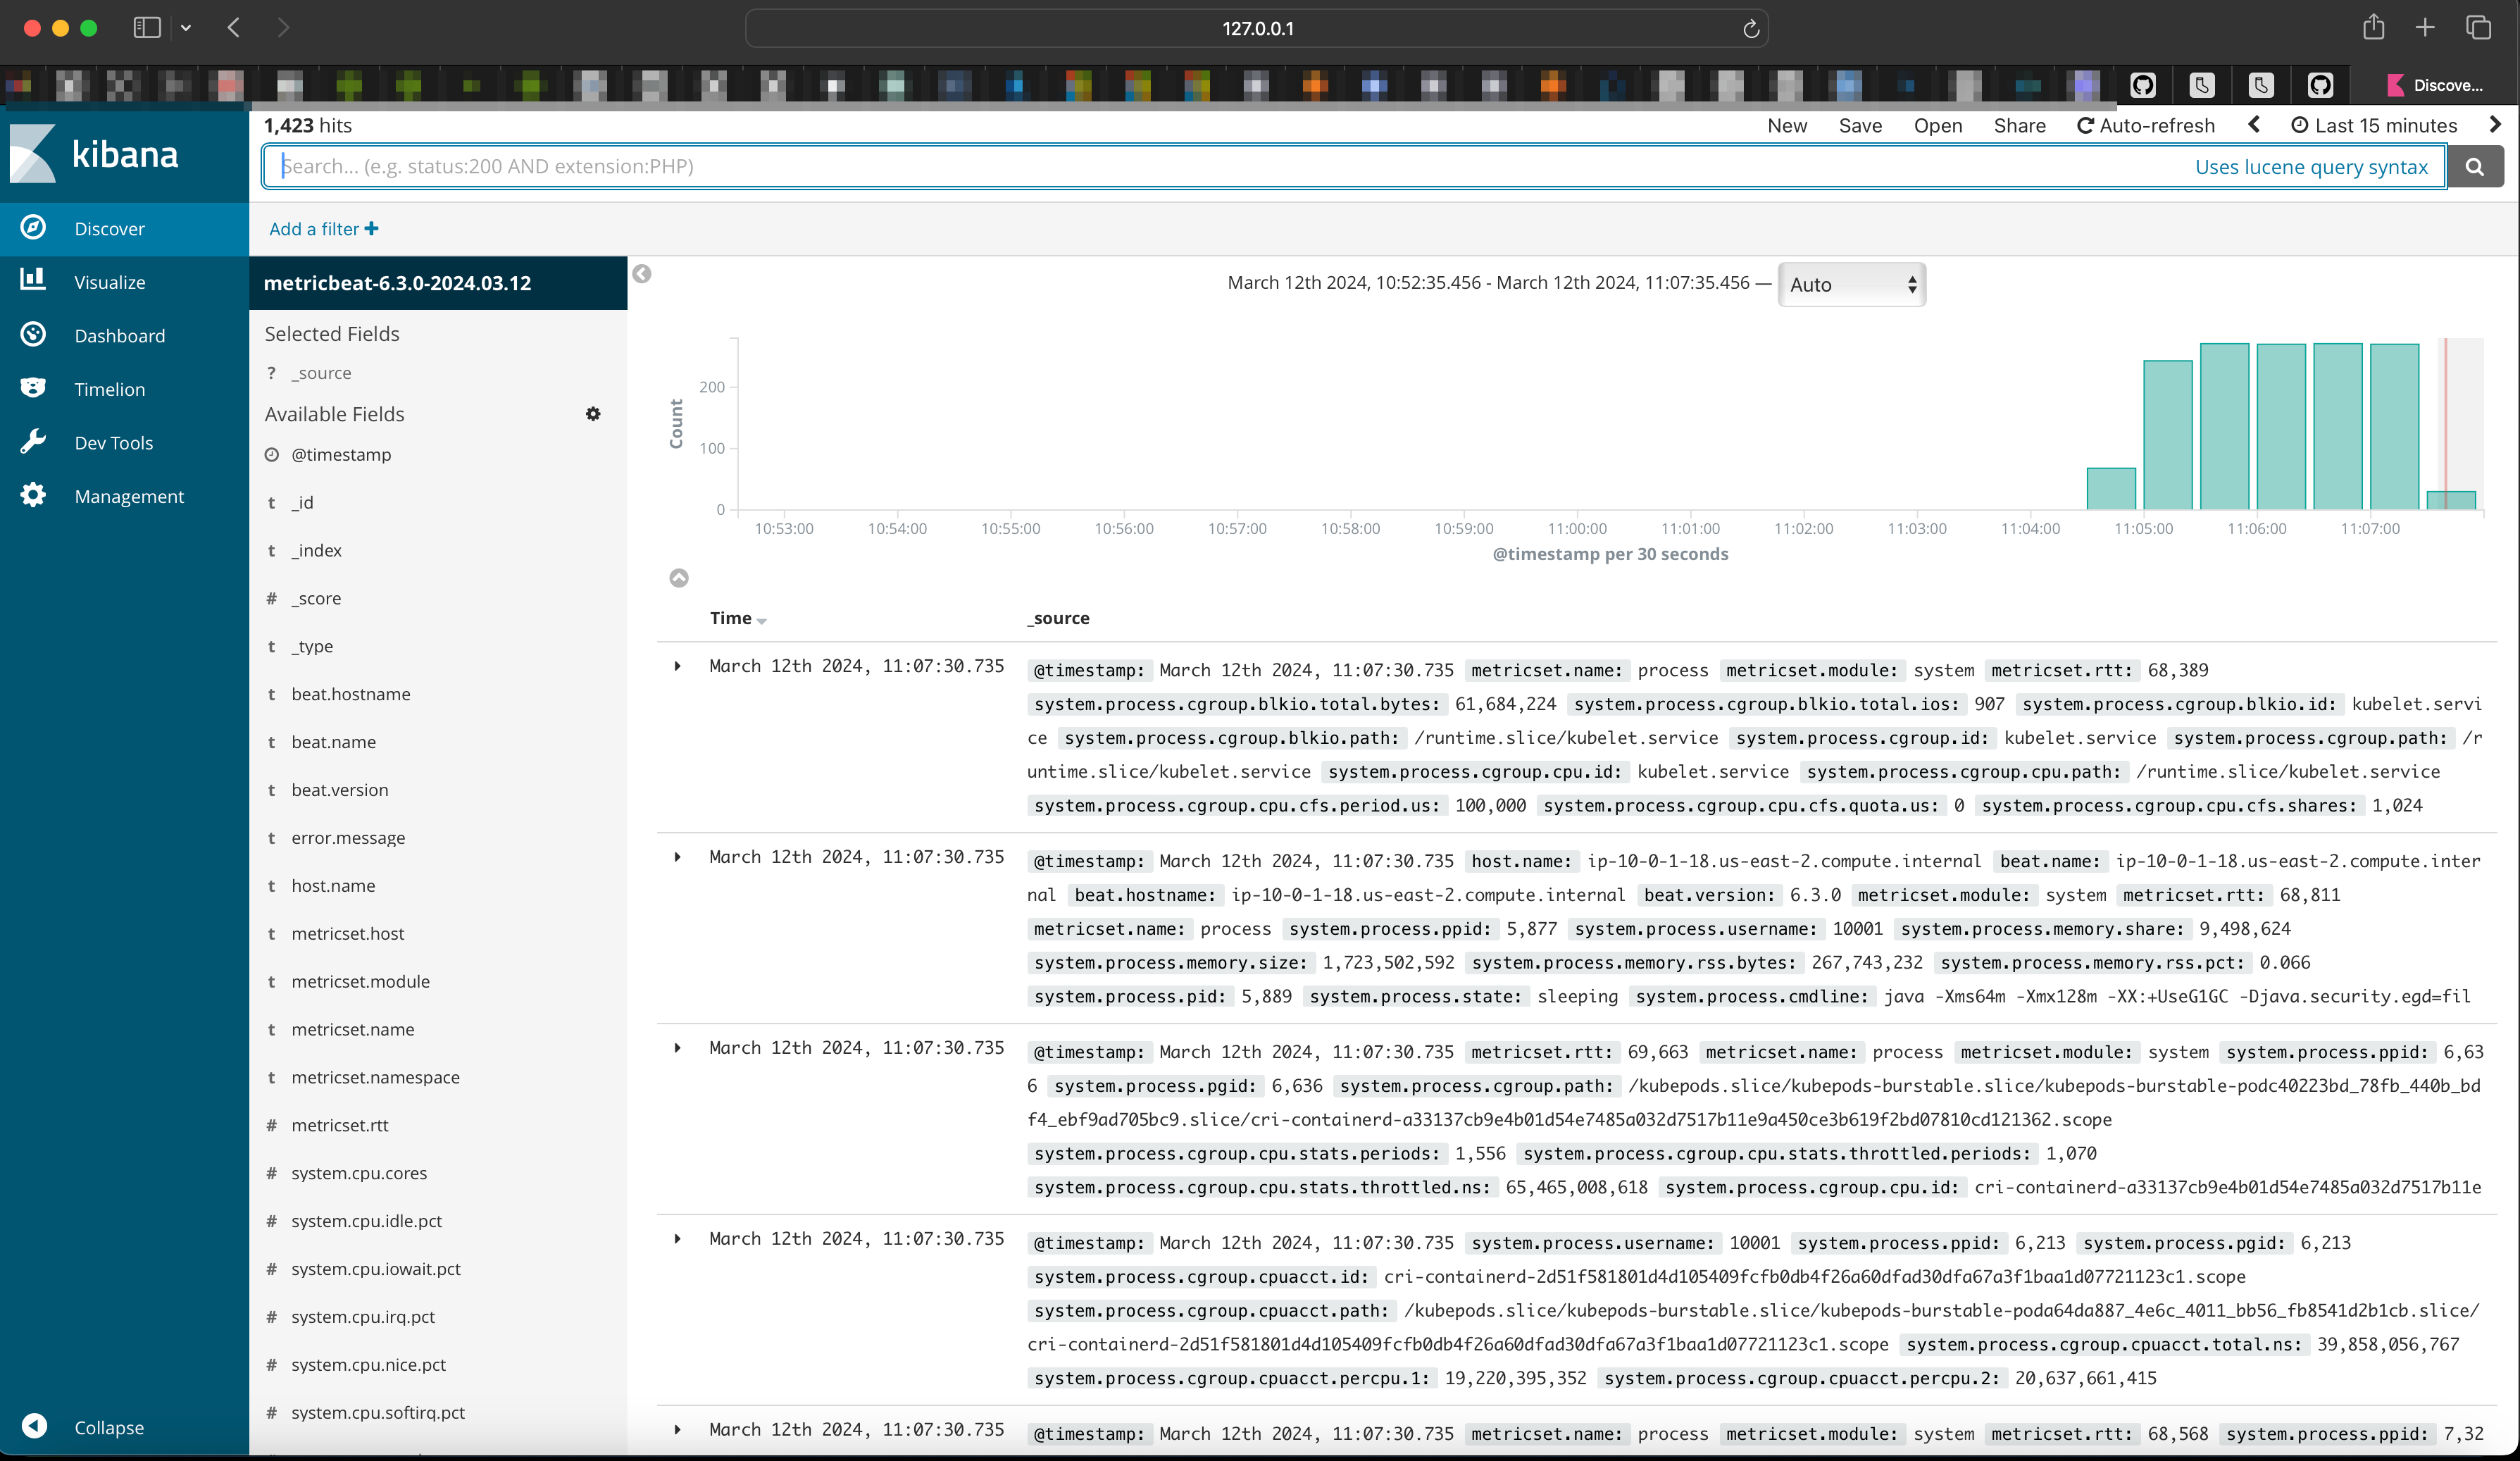 127.0.0.1
Discove...
kibana
1,423 hits
New Save Open Share Auto-refresh Last 15 minutes
Search... (e.g. status:200 AND extension:PHP) Uses lucene query syntax
Add a filter
Discover
Visualize
Dashboard
Timelion
Dev Tools
Management
Collapse
metricbeat-6.3.0-2024.03.12
Selected Fields
? _source
Available Fields
@timestamp
t _id
t _index
# _score
t _type
t beat.hostname
t beat.name
t beat.version
t error.message
t host.name
t metricset.host
t metricset.module
t metricset.name
t metricset.namespace
# metricset.rtt
# system.cpu.cores
# system.cpu.idle.pct
# system.cpu.iowait.pct
# system.cpu.irq.pct
# system.cpu.nice.pct
# system.cpu.softirq.pct
March 12th 2024, 10:52:35.456 - March 12th 2024, 11:07:35.456 — Auto
Count
200
100
0
10:53:00 10:54:00 10:55:00 10:56:00 10:57:00 10:58:00 10:59:00 11:00:00 11:01:00 11:02:00 11:03:00 11:04:00 11:05:00 11:06:00 11:07:00
@timestamp per 30 seconds
Time _source
March 12th 2024, 11:07:30.735 @timestamp: March 12th 2024, 11:07:30.735 metricset.name: process metricset.module: system metricset.rtt: 68,389
system.process.cgroup.blkio.total.bytes: 61,684,224 system.process.cgroup.blkio.total.ios: 907 system.process.cgroup.blkio.id: kubelet.servi
ce system.process.cgroup.blkio.path: /runtime.slice/kubelet.service system.process.cgroup.id: kubelet.service system.process.cgroup.path: /r
untime.slice/kubelet.service system.process.cgroup.cpu.id: kubelet.service system.process.cgroup.cpu.path: /runtime.slice/kubelet.service
system.process.cgroup.cpu.cfs.period.us: 100,000 system.process.cgroup.cpu.cfs.quota.us: 0 system.process.cgroup.cpu.cfs.shares: 1,024
March 12th 2024, 11:07:30.735 @timestamp: March 12th 2024, 11:07:30.735 host.name: ip-10-0-1-18.us-east-2.compute.internal beat.name: ip-10-0-1-18.us-east-2.compute.inter
nal beat.hostname: ip-10-0-1-18.us-east-2.compute.internal beat.version: 6.3.0 metricset.module: system metricset.rtt: 68,811
metricset.name: process system.process.ppid: 5,877 system.process.username: 10001 system.process.memory.share: 9,498,624
system.process.memory.size: 1,723,502,592 system.process.memory.rss.bytes: 267,743,232 system.process.memory.rss.pct: 0.066
system.process.pid: 5,889 system.process.state: sleeping system.process.cmdline: java -Xms64m -Xmx128m -XX:+UseG1GC -Djava.security.egd=fil
March 12th 2024, 11:07:30.735 @timestamp: March 12th 2024, 11:07:30.735 metricset.rtt: 69,663 metricset.name: process metricset.module: system system.process.ppid: 6,63
6 system.process.pgid: 6,636 system.process.cgroup.path: /kubepods.slice/kubepods-burstable.slice/kubepods-burstable-podc40223bd_78fb_440b_bd
f4_ebf9ad705bc9.slice/cri-containerd-a33137cb9e4b01d54e7485a032d7517b11e9a450ce3b619f2bd07810cd121362.scope
system.process.cgroup.cpu.stats.periods: 1,556 system.process.cgroup.cpu.stats.throttled.periods: 1,070
system.process.cgroup.cpu.stats.throttled.ns: 65,465,008,618 system.process.cgroup.cpu.id: cri-containerd-a33137cb9e4b01d54e7485a032d7517b11e
March 12th 2024, 11:07:30.735 @timestamp: March 12th 2024, 11:07:30.735 system.process.username: 10001 system.process.ppid: 6,213 system.process.pgid: 6,213
system.process.cgroup.cpuacct.id: cri-containerd-2d51f581801d4d105409fcfb0db4f26a60dfad30dfa67a3f1baa1d07721123c1.scope
system.process.cgroup.cpuacct.path: /kubepods.slice/kubepods-burstable.slice/kubepods-burstable-poda64da887_4e6c_4011_bb56_fb8541d2b1cb.slice/
cri-containerd-2d51f581801d4d105409fcfb0db4f26a60dfad30dfa67a3f1baa1d07721123c1.scope system.process.cgroup.cpuacct.total.ns: 39,858,056,767
system.process.cgroup.cpuacct.percpu.1: 19,220,395,352 system.process.cgroup.cpuacct.percpu.2: 20,637,661,415
March 12th 2024, 11:07:30.735 @timestamp: March 12th 2024, 11:07:30.735 metricset.name: process metricset.module: system metricset.rtt: 68,568 system.process.ppid: 7,32